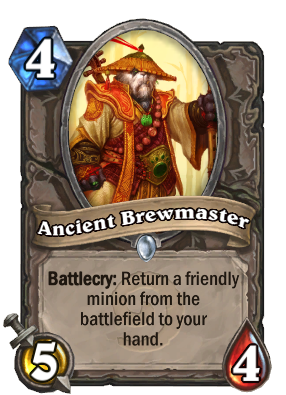 4
Ancient Brewmaster
Battlecry: Return a friendly
minion from the
battlefield to your
hand.
5 4